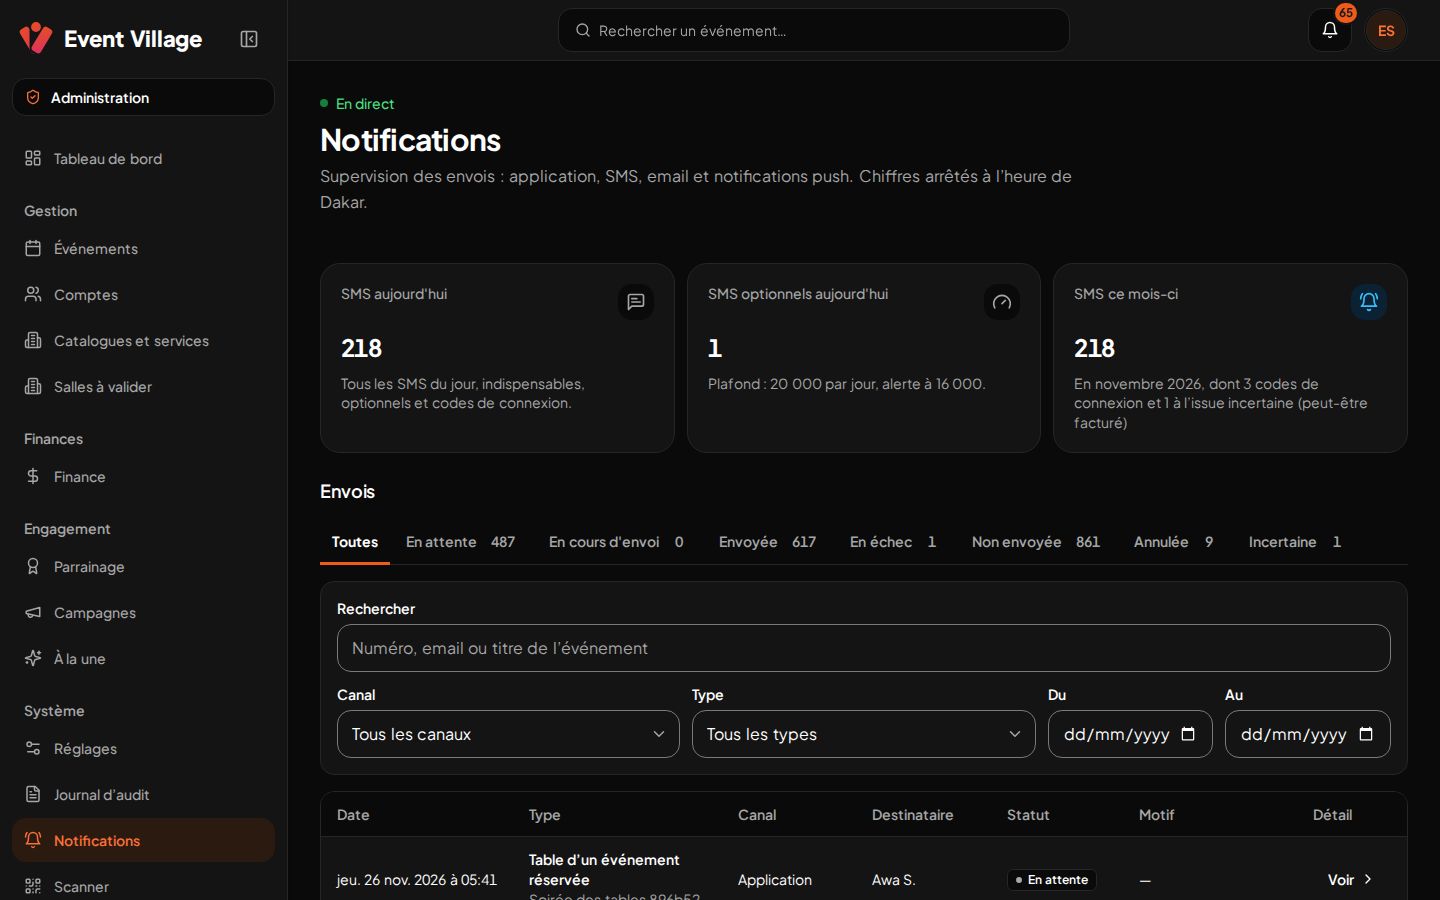 Event Village
Rechercher un événement...
65
ES
Administration
Tableau de bord
Gestion
Événements
Comptes
Catalogues et services
Salles à valider
Finances
Finance
Engagement
Parrainage
Campagnes
À la une
Système
Réglages
Journal d’audit
Notifications
Scanner
En direct
Notifications
Supervision des envois : application, SMS, email et notifications push. Chiffres arrêtés à l’heure de
Dakar.
SMS aujourd'hui
218
Tous les SMS du jour, indispensables,
optionnels et codes de connexion.
SMS optionnels aujourd'hui
1
Plafond : 20 000 par jour, alerte à 16 000.
SMS ce mois-ci
218
En novembre 2026, dont 3 codes de
connexion et 1 à l’issue incertaine (peut-être
facturé)
Envois
Toutes En attente 487 En cours d'envoi 0 Envoyée 617 En échec 1 Non envoyée 861 Annulée 9 Incertaine 1
Rechercher
Numéro, email ou titre de l’événement
Canal Type Du Au
Tous les canaux Tous les types dd/mm/yyyy dd/mm/yyyy
Date Type Canal Destinataire Statut Motif Détail
Table d’un événement
réservée
jeu. 26 nov. 2026 à 05:41 Application Awa S. En attente — Voir
Soirée des tables 896b52